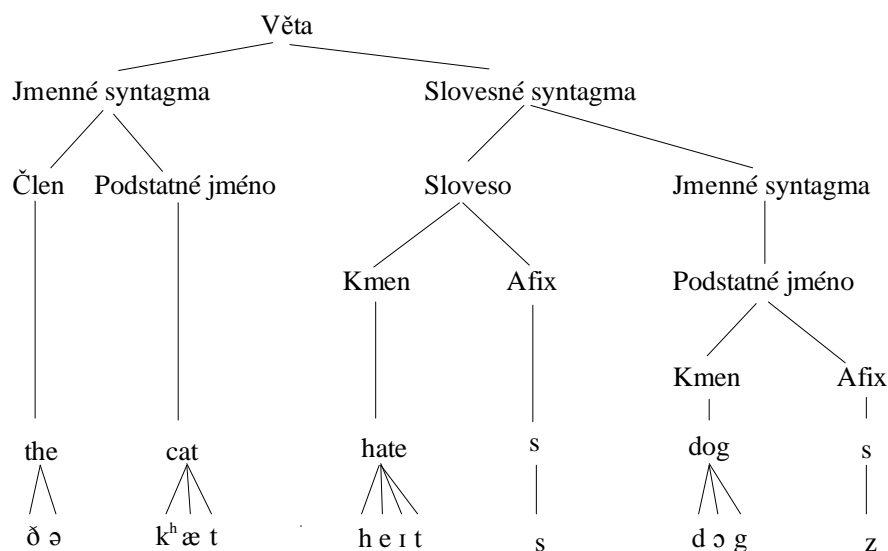 Věta
Jmenné syntagma Slovesné syntagma
Člen Podstatné jméno Sloveso Jmenné syntagma
Kmen Afix Podstatné jméno
Kmen Afix
the cat hate s dog s
ð ə kʰ æ t h e ɪ t s d ɔ g z